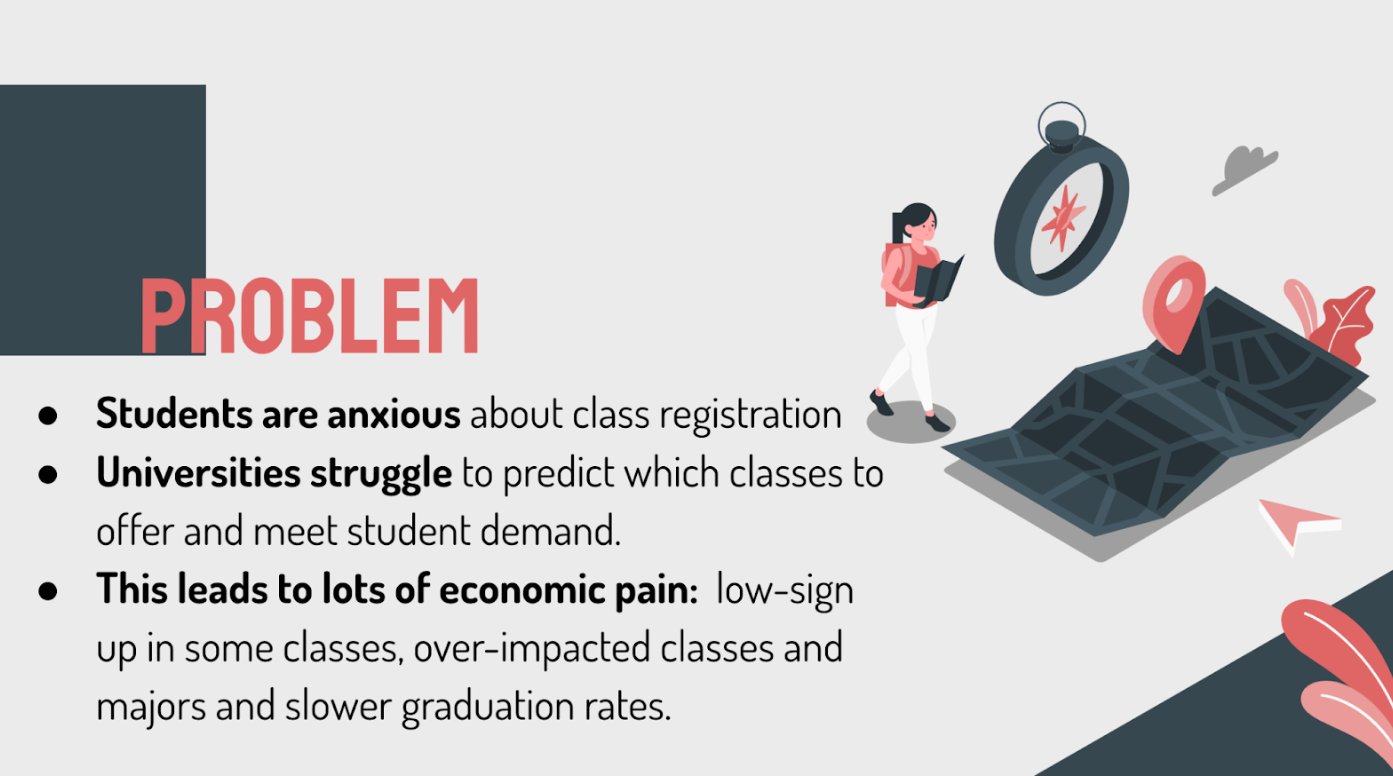 PROBLEM
● Students are anxious about class registration
● Universities struggle to predict which classes to
offer and meet student demand.
● This leads to lots of economic pain: low-sign
up in some classes, over-impacted classes and
majors and slower graduation rates.